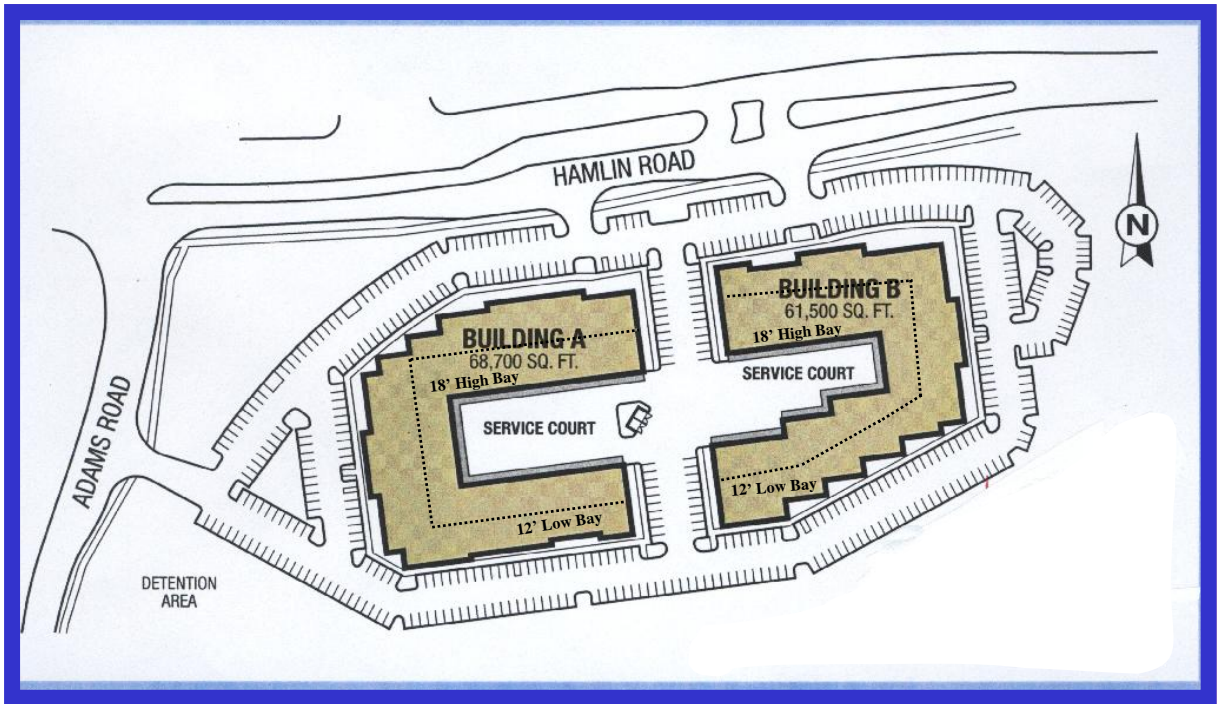 HAMLIN ROAD
N
BUILDING A
68,700 SQ. FT.
18' High Bay
BUILDING B
61,500 SQ. FT.
18' High Bay
SERVICE COURT
SERVICE COURT
ADAMS ROAD
12' Low Bay
12' Low Bay
DETENTION
AREA